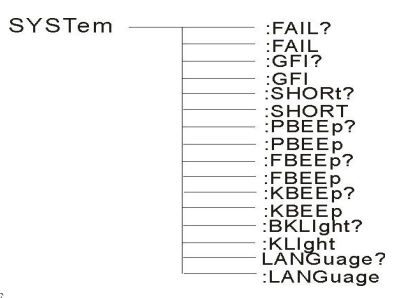 SYSTem
:FAIL?
:FAIL
:GFI?
:GFI
:SHORt?
:SHORT
:PBEEp?
:PBEEp
:FBEEp?
:FBEEp
:KBEEp?
:KBEEp
:BKLIght?
:KLIght
LANGuage?
:LANGuage